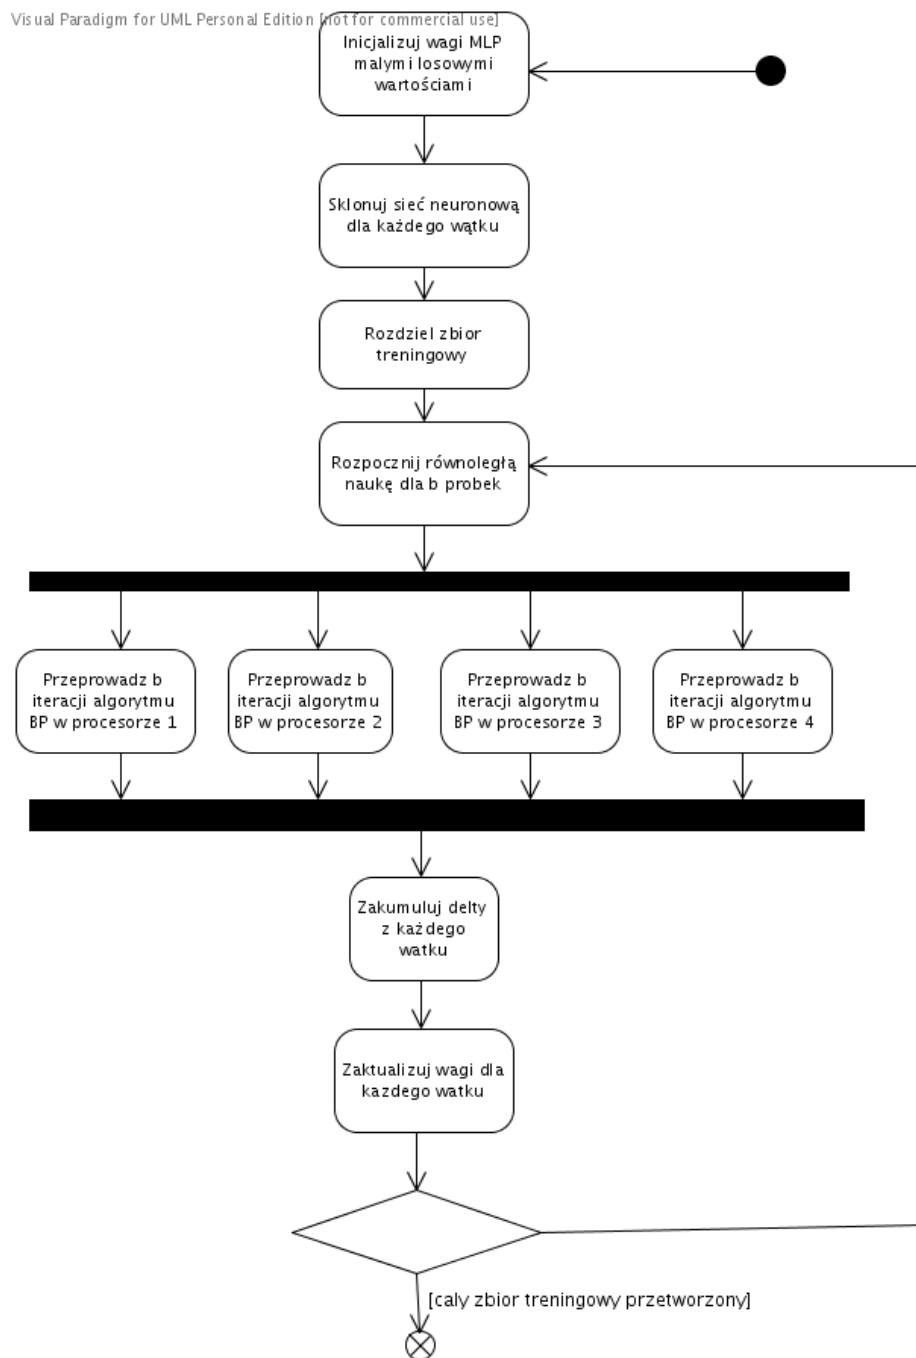 Visual Paradigm for UML Personal Edition [not for commercial use]
Inicjalizuj wagi MLP
malymi losowymi
wartościami
Sklonuj sieć neuronową
dla każdego wątku
Rozdziel zbior
treningowy
Rozpocznij równoległą
naukę dla b probek
Przeprowadz b
iteracji algorytmu
BP w procesorze 1
Przeprowadz b
iteracji algorytmu
BP w procesorze 2
Przeprowadz b
iteracji algorytmu
BP w procesorze 3
Przeprowadz b
iteracji algorytmu
BP w procesorze 4
Zakumuluj delty
z każdego
watku
Zaktualizuj wagi dla
kazdego watku
[caly zbior treningowy przetworzony]